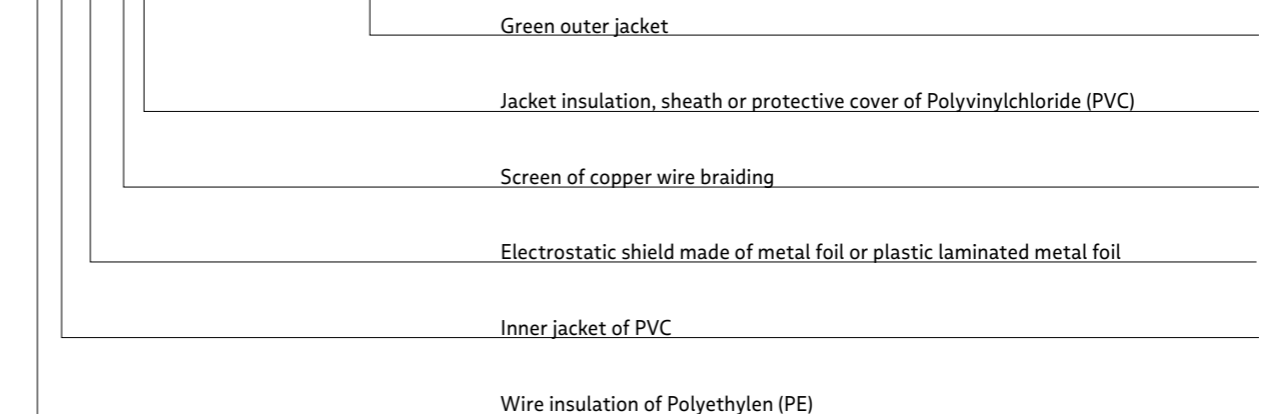 Green outer jacket
Jacket insulation, sheath or protective cover of Polyvinylchloride (PVC)
Screen of copper wire braiding
Electrostatic shield made of metal foil or plastic laminated metal foil
Inner jacket of PVC
Wire insulation of Polyethylen (PE)